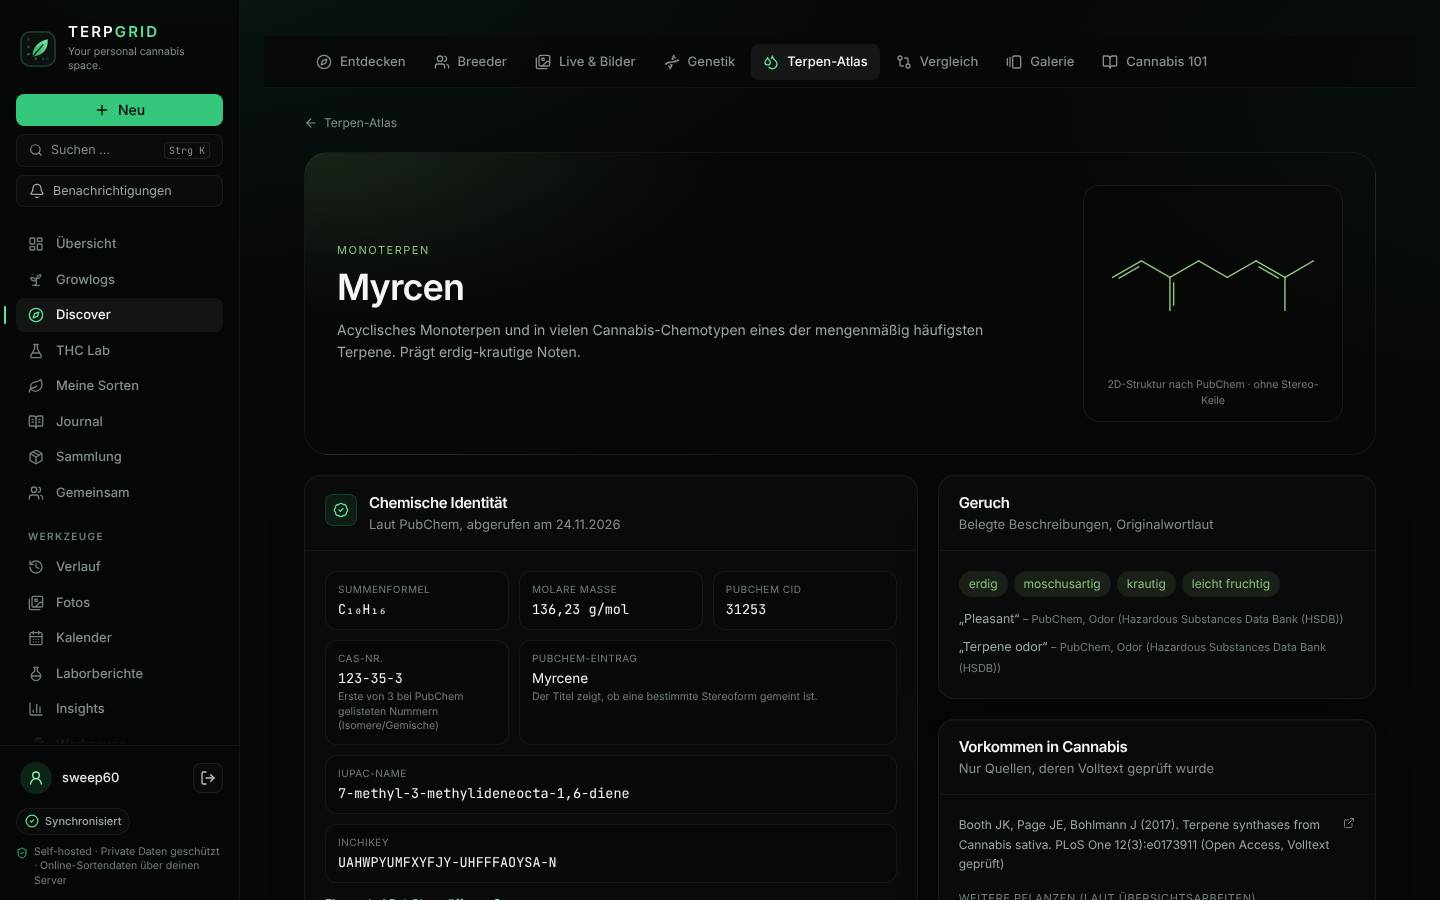 TERPGRID
Your personal cannabis
space.
Neu
Suchen ...
Strg K
Benachrichtigungen
Übersicht
Growlogs
Discover
THC Lab
Meine Sorten
Journal
Sammlung
Gemeinsam
WERKZEUGE
Verlauf
Fotos
Kalender
Laborberichte
Insights
sweep60
Synchronisiert
Self-hosted · Private Daten geschützt
· Online-Sortendaten über deinen
Server
Entdecken
Breeder
Live & Bilder
Genetik
Terpen-Atlas
Vergleich
Galerie
Cannabis 101
Terpen-Atlas
MONOTERPEN
Myrcen
Acyclisches Monoterpen und in vielen Cannabis-Chemotypen eines der mengenmäßig häufigsten
Terpene. Prägt erdig-krautige Noten.
2D-Struktur nach PubChem · ohne Stereo-
Keile
Chemische Identität
Laut PubChem, abgerufen am 24.11.2026
SUMMENFORMEL
C₁₀H₁₆
MOLARE MASSE
136,23 g/mol
PUBCHEM CID
31253
CAS-NR.
123-35-3
Erste von 3 bei PubChem
gelisteten Nummern
(Isomere/Gemische)
PUBCHEM-EINTRAG
Myrcene
Der Titel zeigt, ob eine bestimmte Stereoform gemeint ist.
IUPAC-NAME
7-methyl-3-methylideneocta-1,6-diene
INCHIKEY
UAHWPYUMFXYFJY-UHFFFAOYSA-N
Geruch
Belegte Beschreibungen, Originalwortlaut
erdig
moschusartig
krautig
leicht fruchtig
„Pleasant“ – PubChem, Odor (Hazardous Substances Data Bank (HSDB))
„Terpene odor“ – PubChem, Odor (Hazardous Substances Data Bank
(HSDB))
Vorkommen in Cannabis
Nur Quellen, deren Volltext geprüft wurde
Booth JK, Page JE, Bohlmann J (2017). Terpene synthases from
Cannabis sativa. PLoS One 12(3):e0173911 (Open Access, Volltext
geprüft)
WEITERE PFLANZEN (LAUT ÜBERSICHTSARBEITEN)